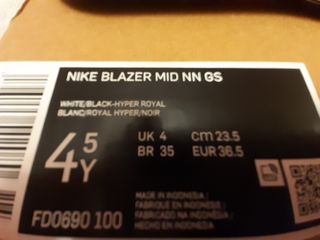 NIKE BLAZER MID NN GS
WHITE/BLACK-HYPER ROYAL
BLANC/ROYAL HYPER/NOIR
4 5Y
UK 4 cm 23.5
BR 35 EUR 36.5
MADE IN INDONESIA /
FABRIQUÉ EN INDONÉSIE /
FABRICADO NA INDONÉSIA /
HECHO EN INDONESIA
FD0690 100